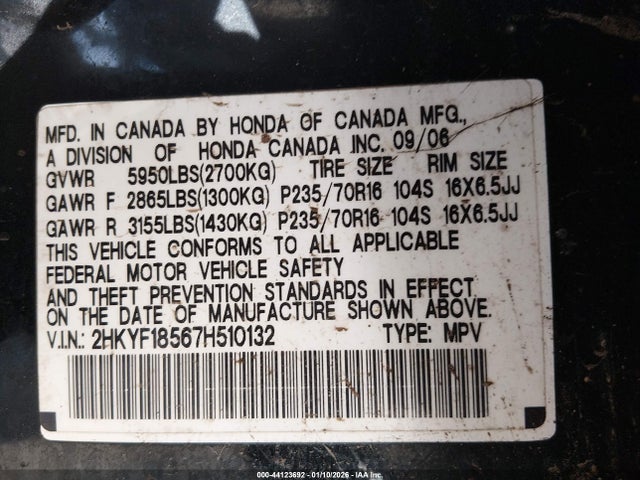 MFD. IN CANADA BY HONDA OF CANADA MFG.,
A DIVISION OF HONDA CANADA INC. 09/06
GVWR 5950LBS(2700KG) TIRE SIZE RIM SIZE
GAWR F 2865LBS(1300KG) P235/70R16 104S 16X6.5JJ
GAWR R 3155LBS(1430KG) P235/70R16 104S 16X6.5JJ
THIS VEHICLE CONFORMS TO ALL APPLICABLE
FEDERAL MOTOR VEHICLE SAFETY
AND THEFT PREVENTION STANDARDS IN EFFECT
ON THE DATE OF MANUFACTURE SHOWN ABOVE.
V.I.N.: 2HKYF18567H510132 TYPE: MPV
000-44123692 - 01/10/2026 - IAA Inc.